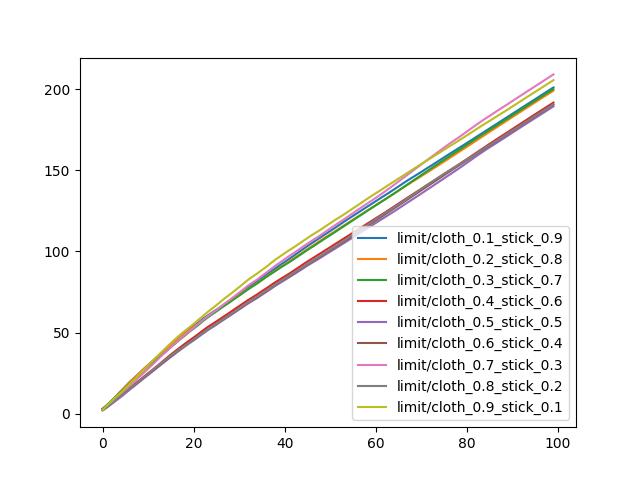 200
150
100
50
0
0 20 40 60 80 100
limit/cloth_0.1_stick_0.9
limit/cloth_0.2_stick_0.8
limit/cloth_0.3_stick_0.7
limit/cloth_0.4_stick_0.6
limit/cloth_0.5_stick_0.5
limit/cloth_0.6_stick_0.4
limit/cloth_0.7_stick_0.3
limit/cloth_0.8_stick_0.2
limit/cloth_0.9_stick_0.1